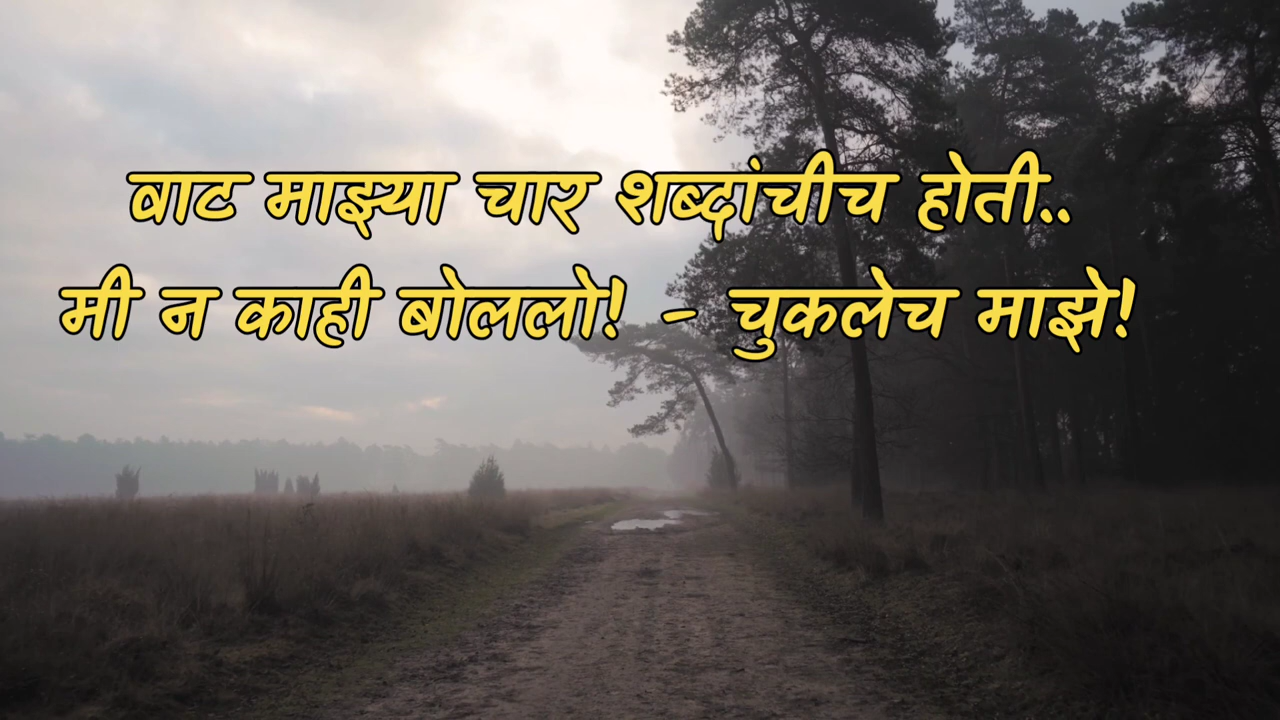 वाट माझ्या चार शब्दांचीच होती..
मी न काही बोललो! - चुकलेच माझे!